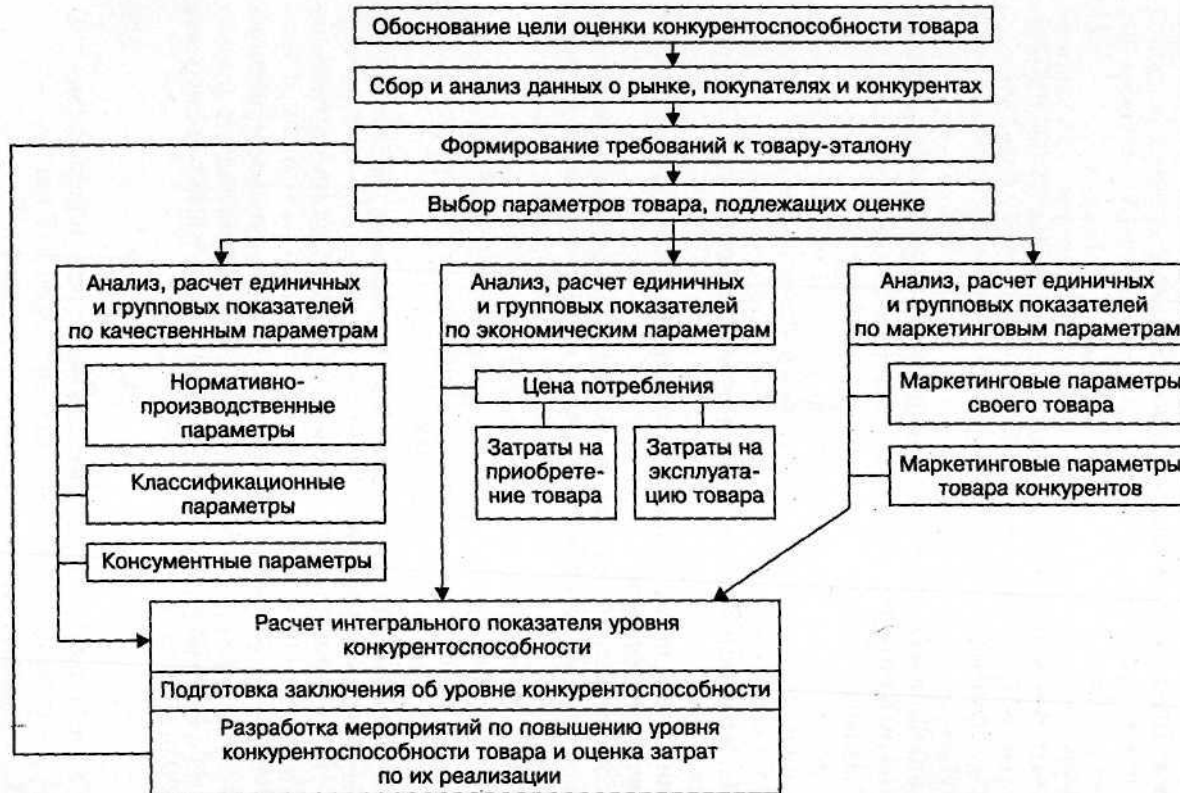 Обоснование цели оценки конкурентоспособности товара
Сбор и анализ данных о рынке, покупателях и конкурентах
Формирование требований к товару-эталону
Выбор параметров товара, подлежащих оценке
Анализ, расчет единичных
и групповых показателей
по качественным параметрам
Нормативно-
производственные
параметры
Классификационные
параметры
Консументные параметры
Анализ, расчет единичных
и групповых показателей
по экономическим параметрам
Цена потребления
Затраты на
приобрете-
ние товара
Затраты на
эксплуата-
цию товара
Анализ, расчет единичных
и групповых показателей
по маркетинговым параметрам
Маркетинговые параметры
своего товара
Маркетинговые параметры
товара конкурентов
Расчет интегрального показателя уровня
конкурентоспособности
Подготовка заключения об уровне конкурентоспособности
Разработка мероприятий по повышению уровня
конкурентоспособности товара и оценка затрат
по их реализации